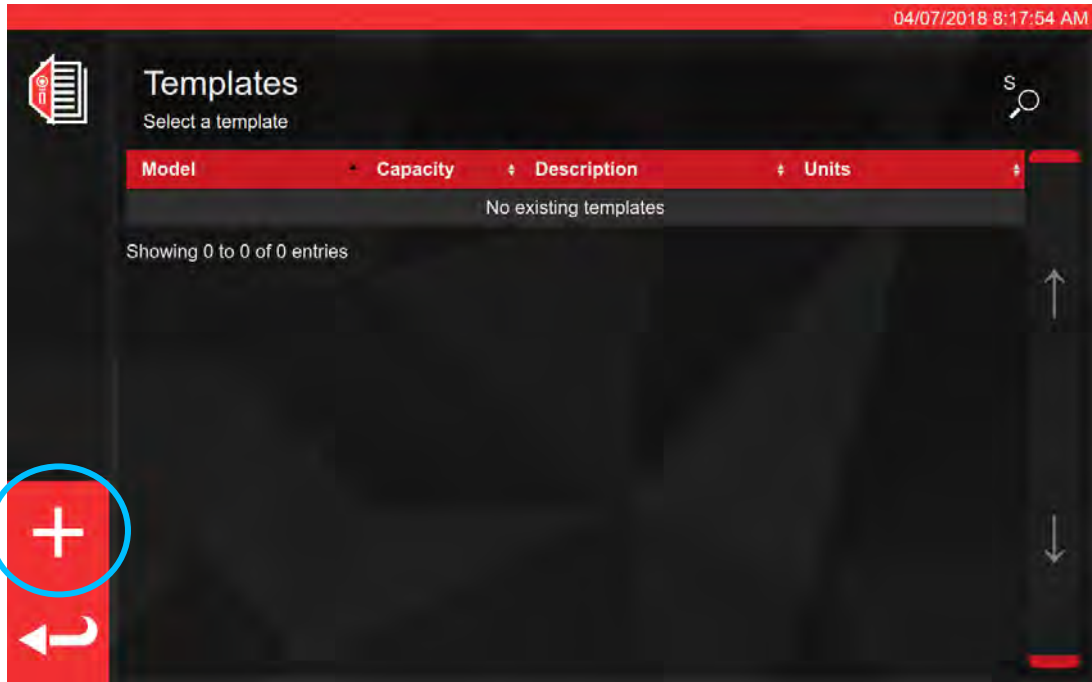 04/07/2018 8:17:54 AM
Templates
S
Select a template
Model Capacity Description Units
No existing templates
Showing 0 to 0 of 0 entries